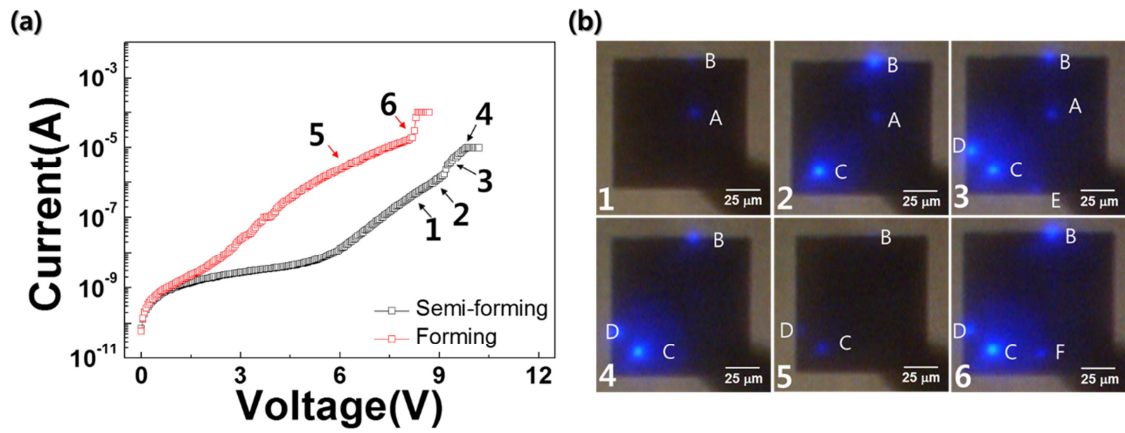 (a)
10⁻³
10⁻⁵
10⁻⁷
10⁻⁹
10⁻¹¹
Current(A)
1
2
3
4
5
6
Semi-forming
Forming
0
3
6
9
12
Voltage(V)
(b)
B
A
1
25 μm
B
A
C
2
25 μm
B
A
D
C
E
3
25 μm
B
D
C
4
25 μm
B
D
C
5
25 μm
B
D
C
F
6
25 μm